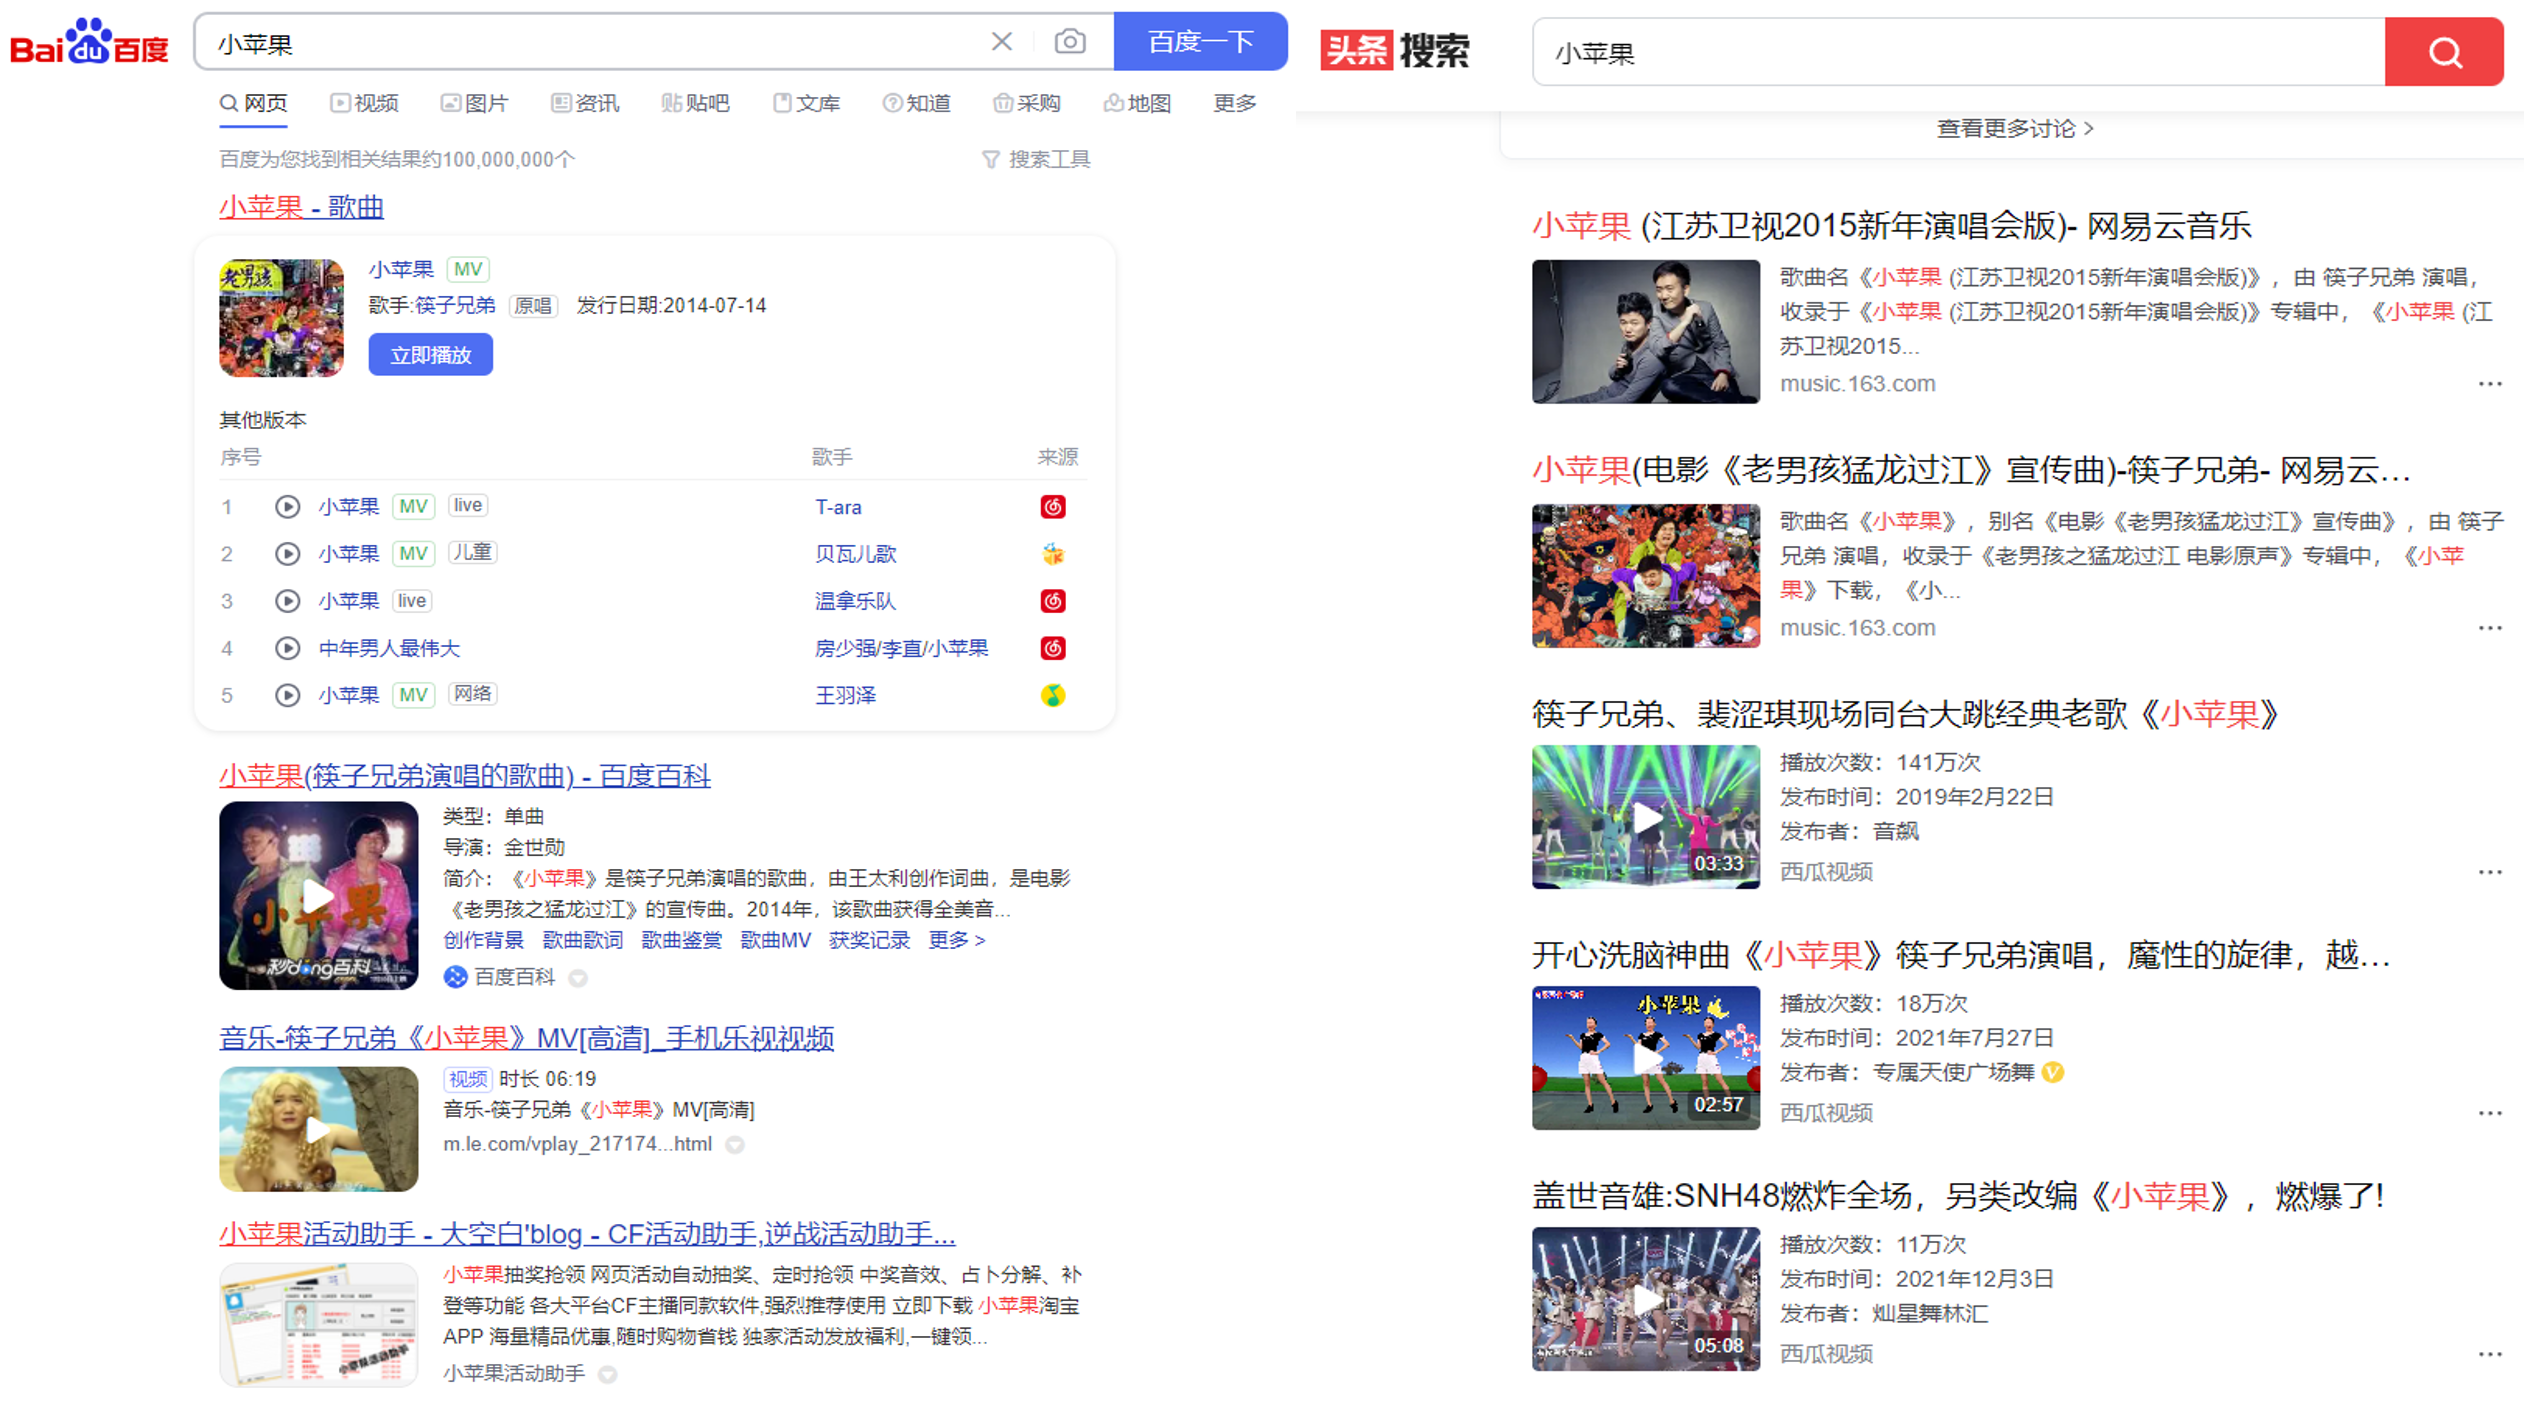 Bai du 百度
小苹果
百度一下
网页 视频 图片 资讯 贴吧 文库 知道 采购 地图 更多
百度为您找到相关结果约100,000,000个
搜索工具
小苹果 - 歌曲
老男孩
小苹果 MV
歌手:筷子兄弟 原唱 发行日期:2014-07-14
立即播放
其他版本
序号 歌手 来源
1 小苹果 MV live T-ara
2 小苹果 MV 儿童 贝瓦儿歌
3 小苹果 live 温拿乐队
4 中年男人最伟大 房少强/李直/小苹果
5 小苹果 MV 网络 王羽泽
小苹果(筷子兄弟演唱的歌曲) - 百度百科
小苹果
秒dong百科
类型：单曲
导演：金世勋
简介：《小苹果》是筷子兄弟演唱的歌曲，由王太利创作词曲，是电影
《老男孩之猛龙过江》的宣传曲。2014年，该歌曲获得全美音...
创作背景 歌曲歌词 歌曲鉴赏 歌曲MV 获奖记录 更多 >
百度百科
音乐-筷子兄弟《小苹果》MV[高清]_手机乐视视频
视频 时长 06:19
音乐-筷子兄弟《小苹果》MV[高清]
m.le.com/vplay_217174...html
小苹果活动助手 - 大空白'blog - CF活动助手,逆战活动助手...
小苹果活动助手
小苹果抽奖抢领 网页活动自动抽奖、定时抢领 中奖音效、占卜分解、补
登等功能 各大平台CF主播同款软件,强烈推荐使用 立即下载 小苹果淘宝
APP 海量精品优惠,随时购物省钱 独家活动发放福利,一键领...
小苹果活动助手
头条 搜索
小苹果
查看更多讨论 >
小苹果 (江苏卫视2015新年演唱会版)- 网易云音乐
歌曲名《小苹果 (江苏卫视2015新年演唱会版)》，由 筷子兄弟 演唱，
收录于《小苹果 (江苏卫视2015新年演唱会版)》专辑中，《小苹果 (江
苏卫视2015...
music.163.com
小苹果(电影《老男孩猛龙过江》宣传曲)-筷子兄弟- 网易云...
歌曲名《小苹果》，别名《电影《老男孩猛龙过江》宣传曲》，由 筷子
兄弟 演唱，收录于《老男孩之猛龙过江 电影原声》专辑中，《小苹
果》下载，《小...
music.163.com
筷子兄弟、裴涩琪现场同台大跳经典老歌《小苹果》
03:33
播放次数：141万次
发布时间：2019年2月22日
发布者：音飙
西瓜视频
开心洗脑神曲《小苹果》筷子兄弟演唱，魔性的旋律，越...
小苹果
02:57
播放次数：18万次
发布时间：2021年7月27日
发布者：专属天使广场舞
西瓜视频
盖世音雄:SNH48燃炸全场，另类改编《小苹果》，燃爆了!
05:08
播放次数：11万次
发布时间：2021年12月3日
发布者：灿星舞林汇
西瓜视频